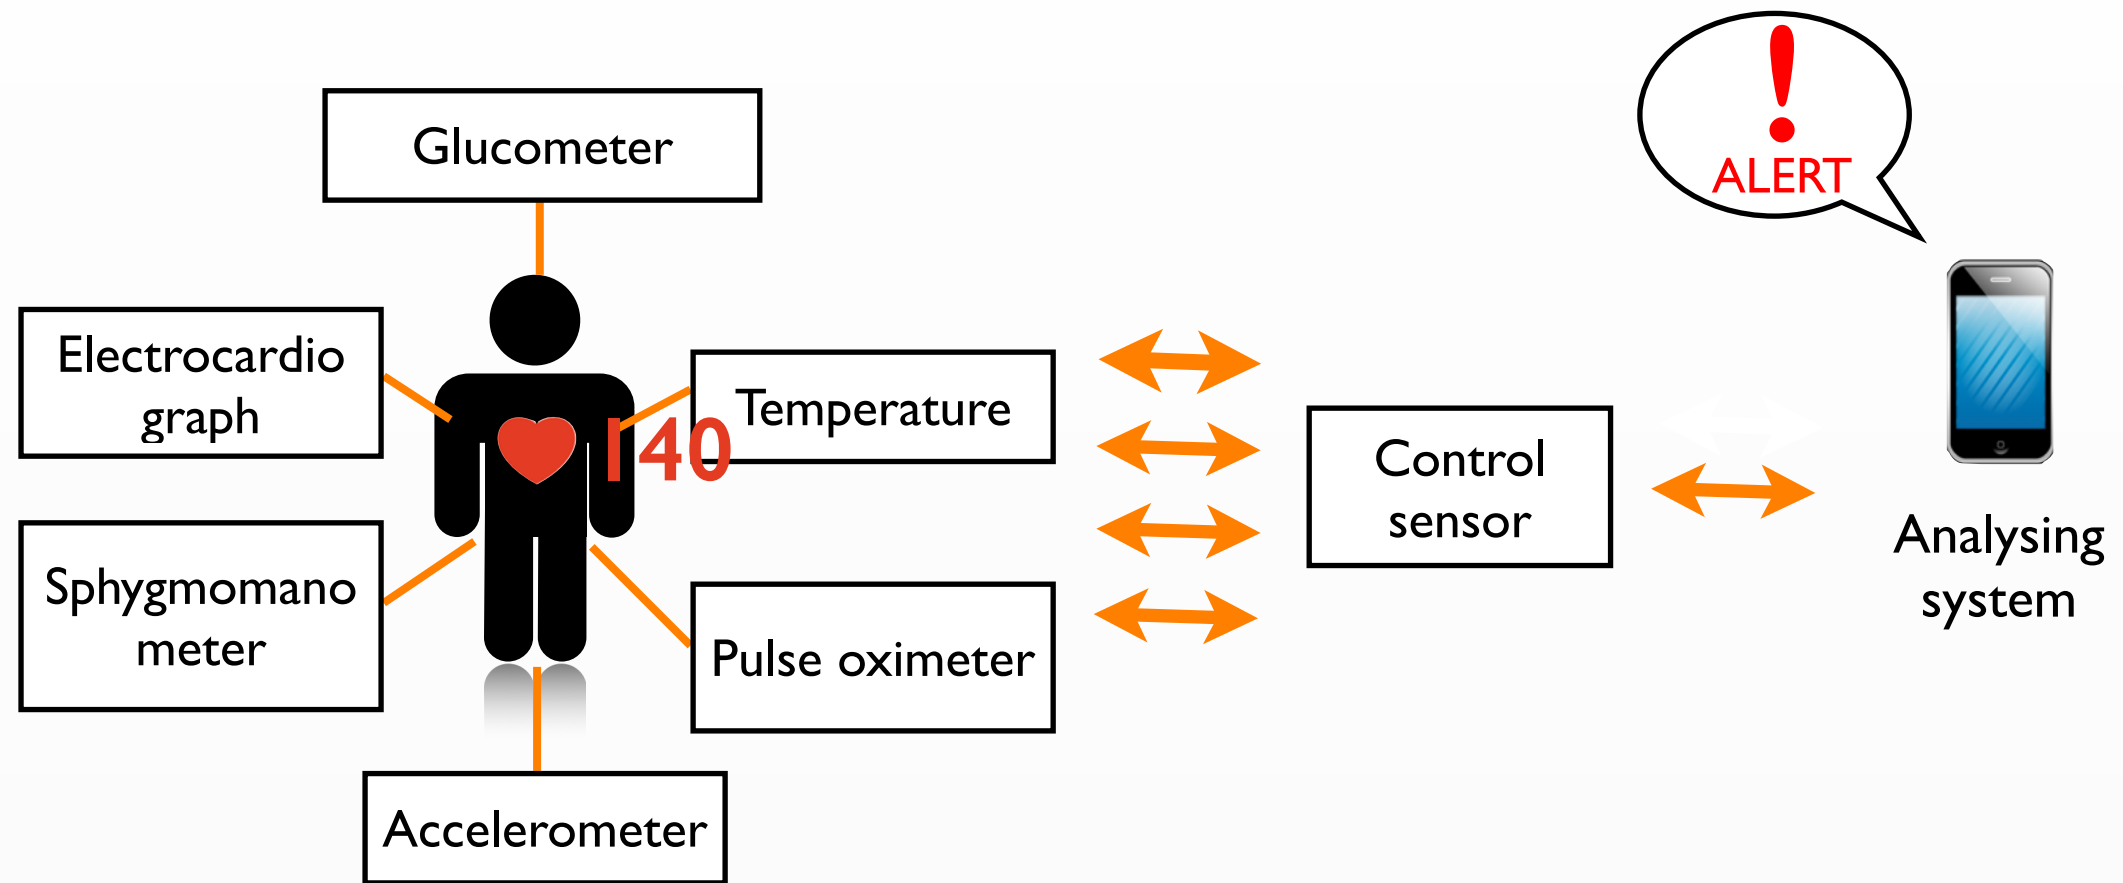 !
ALERT
Glucometer
Electrocardio
graph
Temperature
140
Control
sensor
Sphygmomano
meter
Pulse oximeter
Analysing
system
Accelerometer